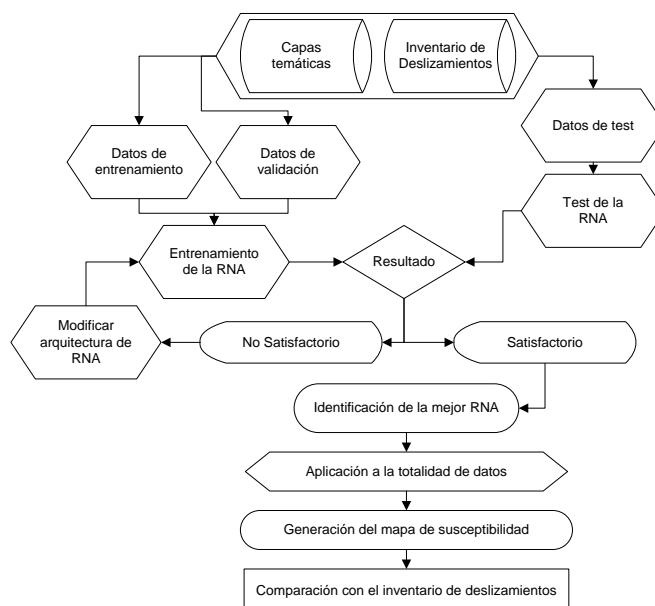 Capas
temáticas
Inventario de
Deslizamientos
Datos de
entrenamiento
Datos de
validación
Datos de test
Test de la
RNA
Entrenamiento
de la RNA
Resultado
Modificar
arquitectura de
RNA
No Satisfactorio
Satisfactorio
Identificación de la mejor RNA
Aplicación a la totalidad de datos
Generación del mapa de susceptibilidad
Comparación con el inventario de deslizamientos